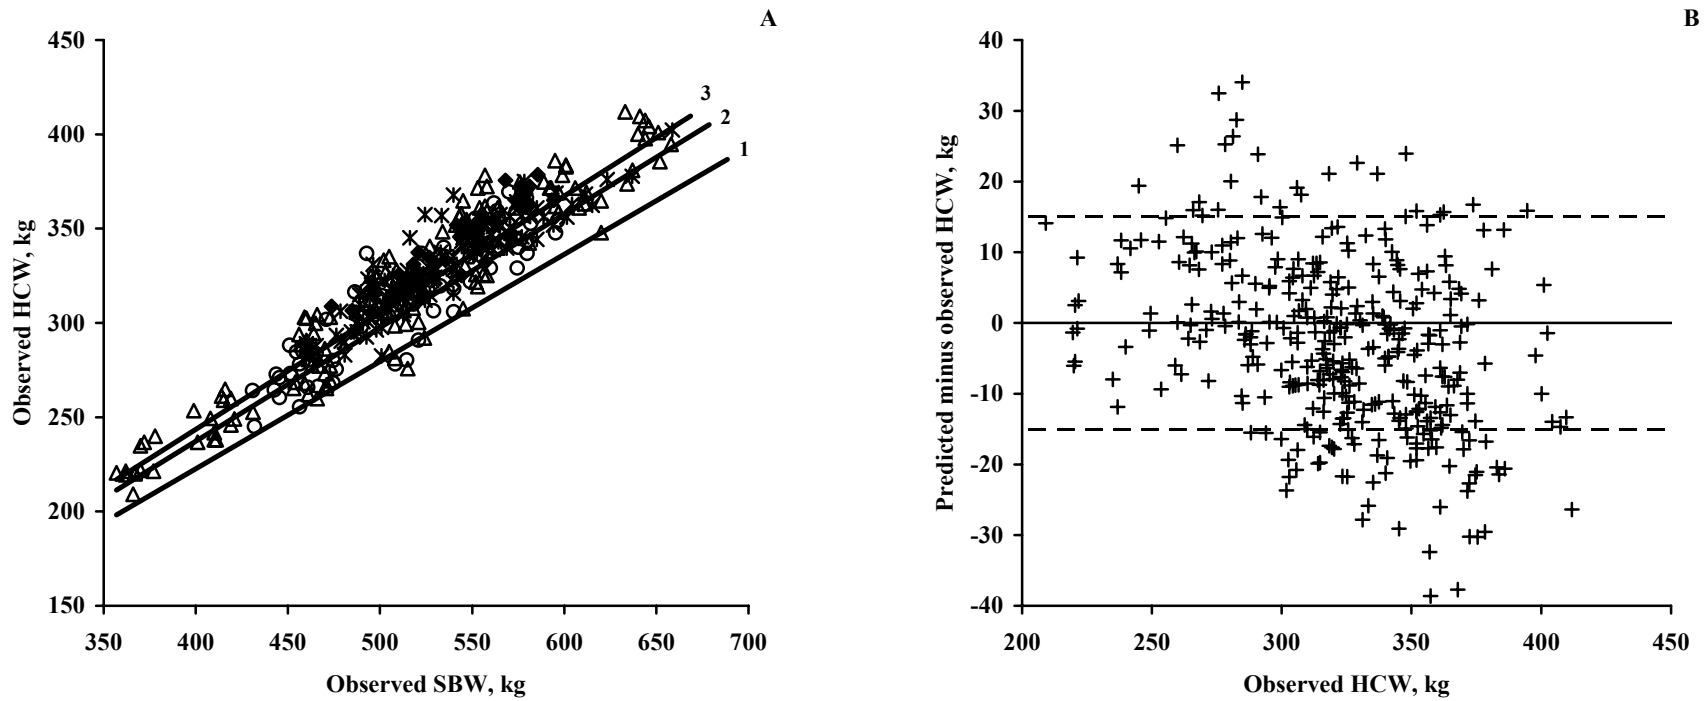 A
Observed HCW, kg
450
400
350
300
250
200
150
3
2
1
350 400 450 500 550 600 650 700
Observed SBW, kg
B
Predicted minus observed HCW, kg
40
30
20
10
0
-10
-20
-30
-40
200 250 300 350 400 450
Observed HCW, kg